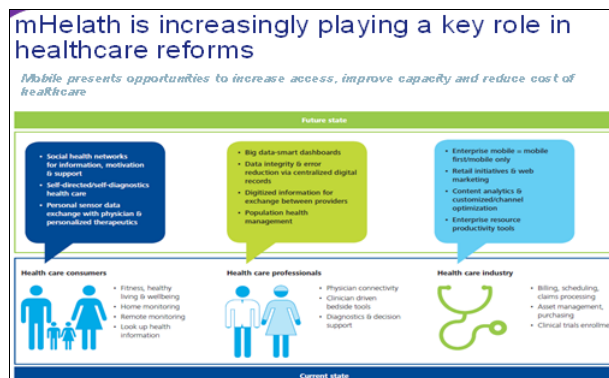 mHelath is increasingly playing a key role in
healthcare reforms
Mobile presents opportunities to increase access, improve capacity and reduce cost of
healthcare
Future state
• Social health networks
for information, motivation
& support
• Self-directed/self-diagnostics
health care
• Personal sensor data
exchange with physician &
personalized therapeutics
• Big data-smart dashboards
• Data integrity & error
reduction via centralized digital
records
• Digitized information for
exchange between providers
• Population health
management
• Enterprise mobile = mobile
first/mobile only
• Retail initiatives & web
marketing
• Content analytics &
customized/channel
optimization
• Enterprise resource
productivity tools
Health care consumers
• Fitness, healthy
living & wellbeing
• Home monitoring
• Remote monitoring
• Look up health
information
Health care professionals
• Physician connectivity
• Clinician driven
bedside tools
• Diagnostics & decision
support
Health care industry
• Billing, scheduling,
claims processing
• Asset management,
purchasing
• Clinical trials enrollme
Current state